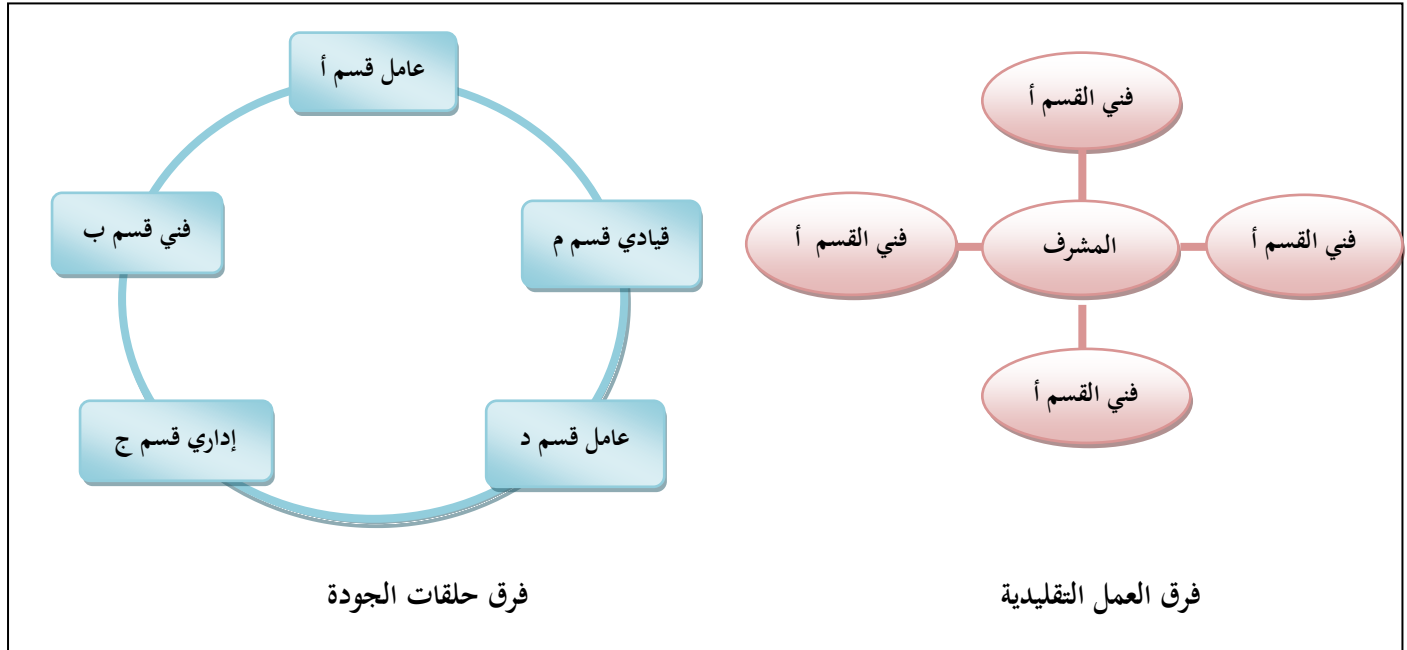 فني القسم أ
فني القسم أ
المشرف
فني القسم أ
فني القسم أ
فرق العمل التقليدية
عامل قسم أ
قيادي قسم م
فني قسم ب
عامل قسم د
إداري قسم ج
فرق حلقات الجودة